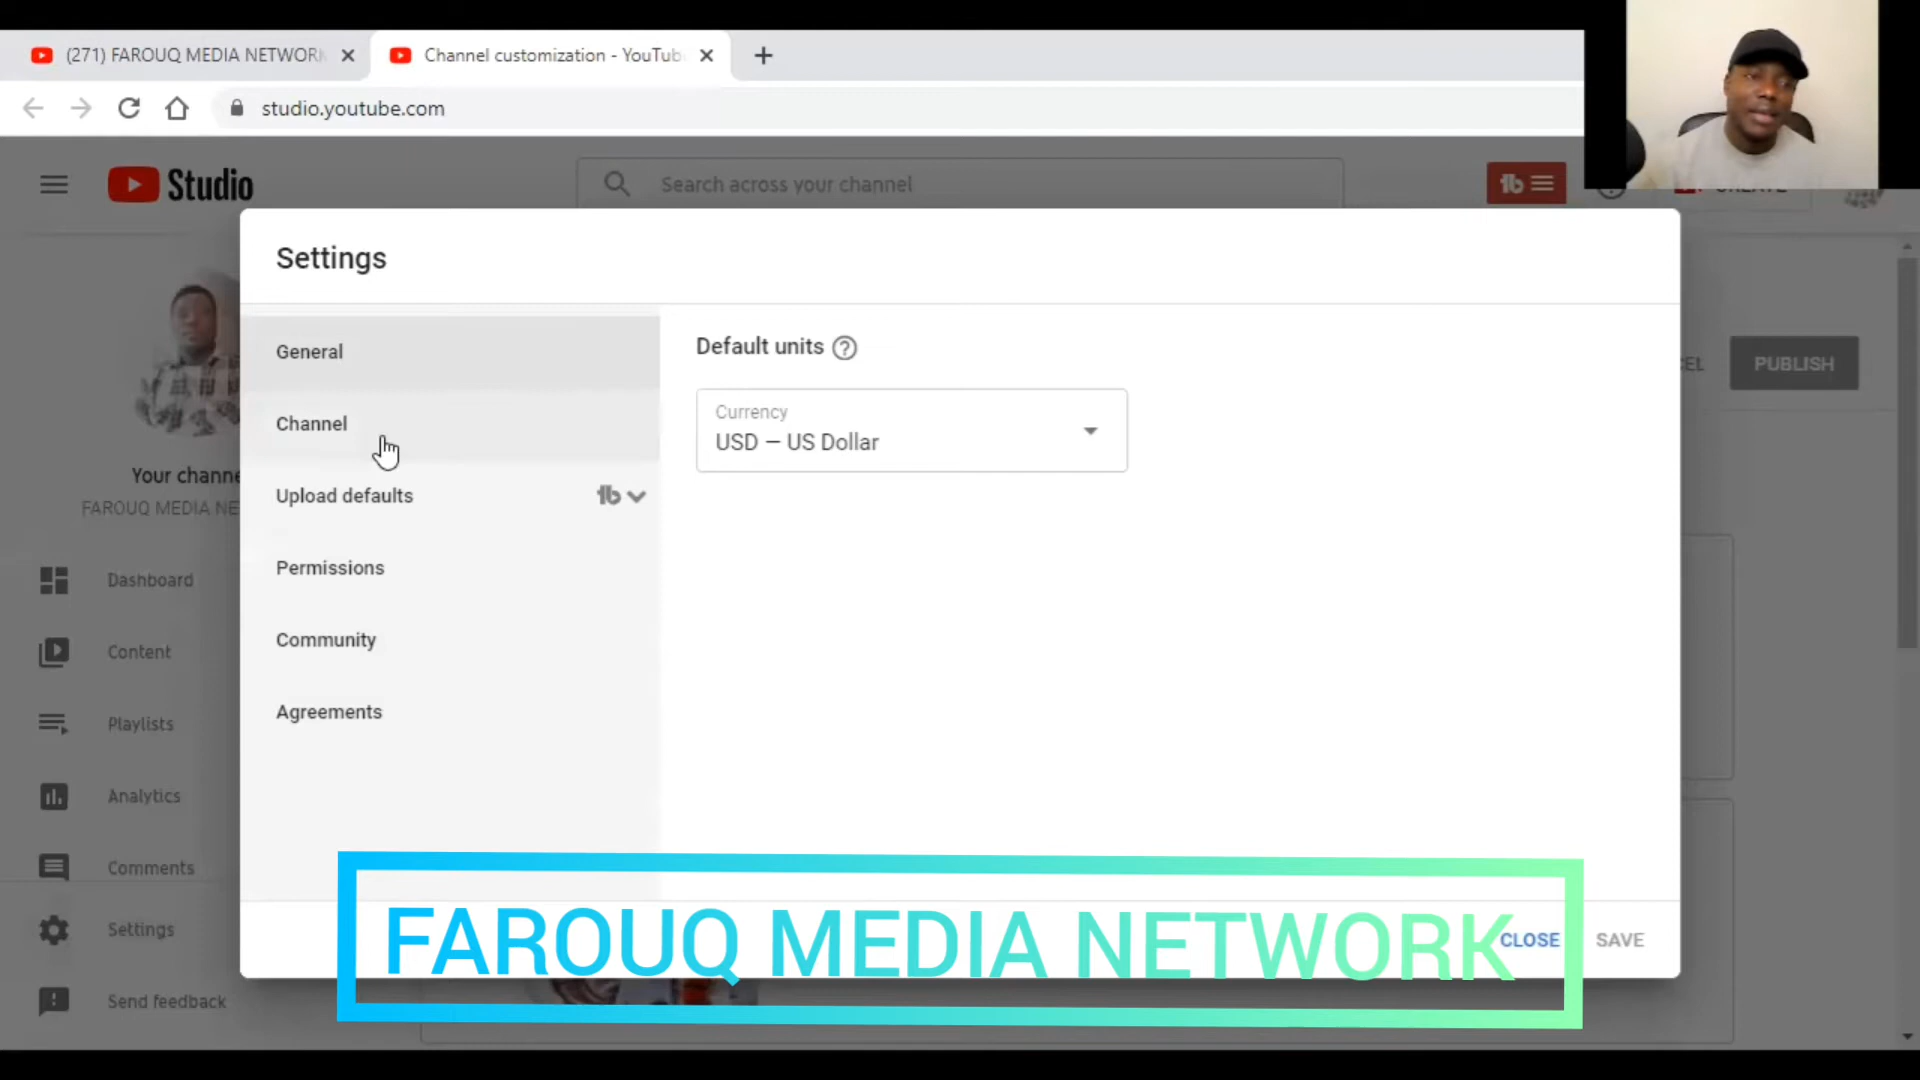 (271) FAROUQ MEDIA NETWORK
Channel customization - YouTub
studio.youtube.com
Studio
Search across your channel
CREATE
Settings
General
Channel
Upload defaults
Permissions
Community
Agreements
Default units
Currency
USD – US Dollar
PUBLISH
Your channe
FAROUQ MEDIA NE
Dashboard
Content
Playlists
Analytics
Comments
Settings
Send feedback
FAROUQ MEDIA NETWORK
CLOSE
SAVE